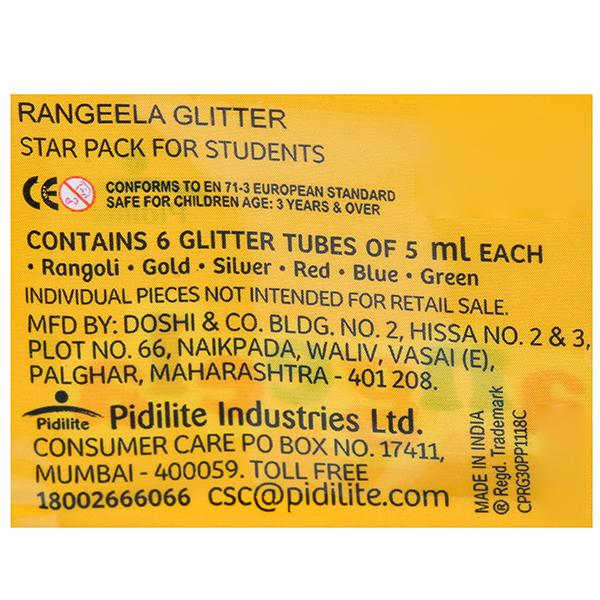 RANGEELA GLITTER
STAR PACK FOR STUDENTS
CE
0-3
CONFORMS TO EN 71-3 EUROPEAN STANDARD
SAFE FOR CHILDREN AGE: 3 YEARS & OVER
CONTAINS 6 GLITTER TUBES OF 5 ml EACH
• Rangoli • Gold • Silver • Red • Blue • Green
INDIVIDUAL PIECES NOT INTENDED FOR RETAIL SALE.
MFD BY: DOSHI & CO. BLDG. NO. 2, HISSA NO. 2 & 3,
PLOT NO. 66, NAIKPADA, WALIV, VASAI (E),
PALGHAR, MAHARASHTRA - 401 208.
Pidilite
Pidilite Industries Ltd.
CONSUMER CARE PO BOX NO. 17411,
MUMBAI - 400059. TOLL FREE
18002666066 csc@pidilite.com
MADE IN INDIA
® Regd. Trademark
CPRG30PP1118C